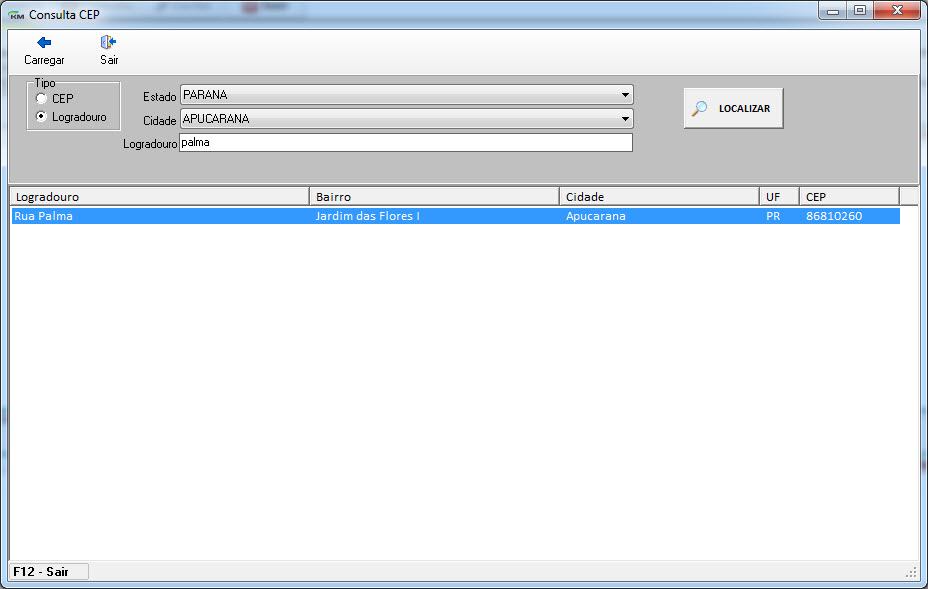 KM Consulta CEP
Carregar Sair
Tipo
CEP
Logradouro
Estado PARANA
Cidade APUCARANA
Logradouro palma
LOCALIZAR
Logradouro Bairro Cidade UF CEP
Rua Palma Jardim das Flores I Apucarana PR 86810260
F12 - Sair